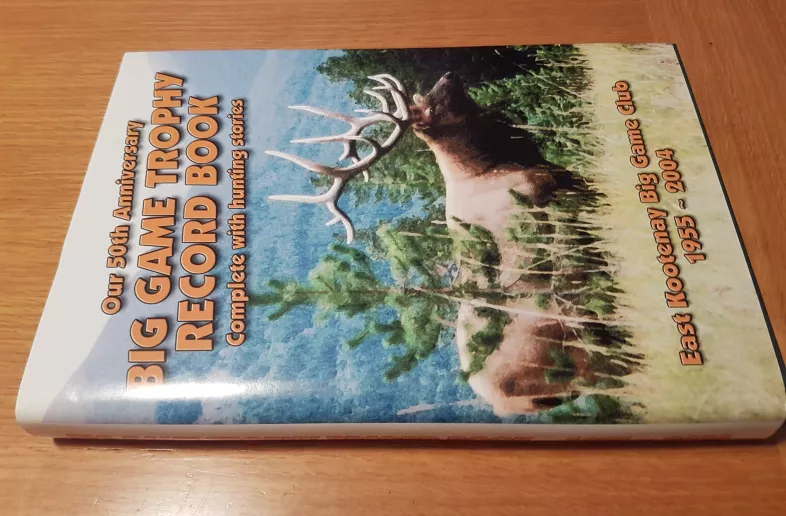 Our 50th Anniversary
BIG GAME TROPHY
RECORD BOOK
Complete with hunting stories
East Kootenay Big Game Club
1955 ~ 2004